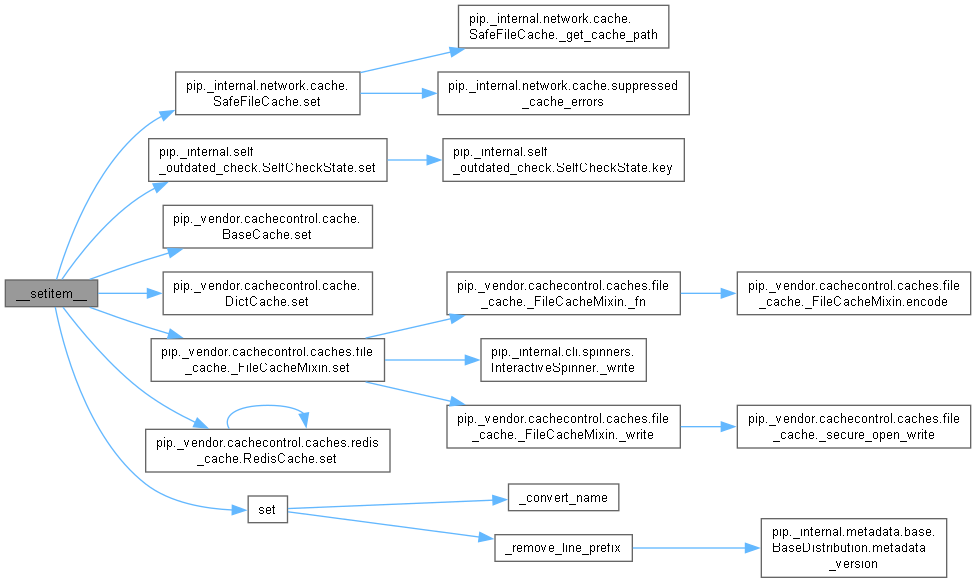 pip._internal.network.cache.
SafeFileCache._get_cache_path
pip._internal.network.cache.
SafeFileCache.set
pip._internal.network.cache.suppressed
_cache_errors
pip._internal.self
_outdated_check.SelfCheckState.set
pip._internal.self
_outdated_check.SelfCheckState.key
pip._vendor.cachecontrol.cache.
BaseCache.set
__setitem__
pip._vendor.cachecontrol.cache.
DictCache.set
pip._vendor.cachecontrol.caches.file
_cache._FileCacheMixin._fn
pip._vendor.cachecontrol.caches.file
_cache._FileCacheMixin.encode
pip._vendor.cachecontrol.caches.file
_cache._FileCacheMixin.set
pip._internal.cli.spinners.
InteractiveSpinner._write
pip._vendor.cachecontrol.caches.file
_cache._FileCacheMixin._write
pip._vendor.cachecontrol.caches.file
_cache._secure_open_write
pip._vendor.cachecontrol.caches.redis
_cache.RedisCache.set
set
_convert_name
_remove_line_prefix
pip._internal.metadata.base.
BaseDistribution.metadata
_version